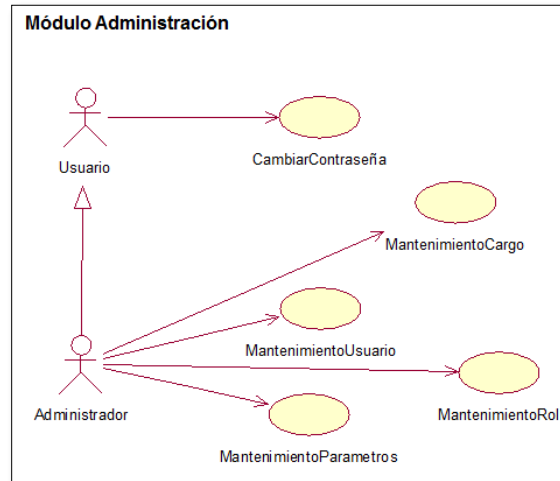 Módulo Administración
Usuario
CambiarContraseña
MantenimientoCargo
MantenimientoUsuario
Administrador
MantenimientoRol
MantenimientoParametros